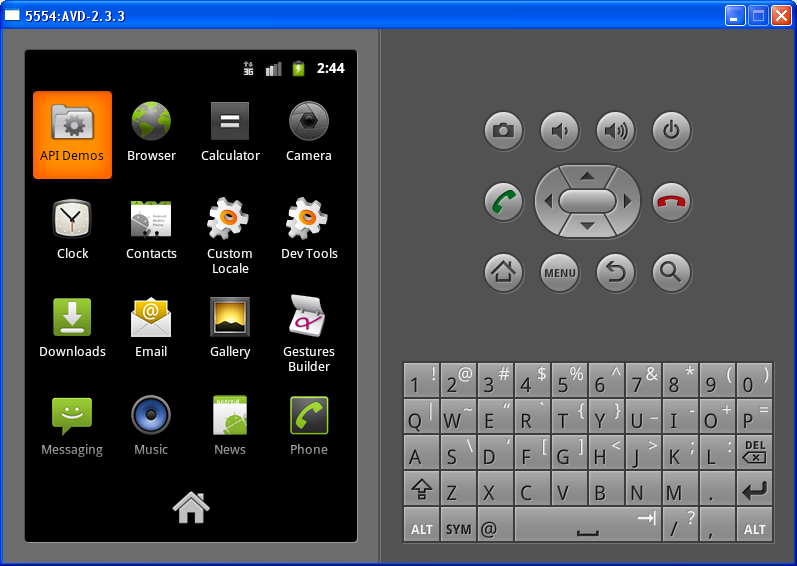 5554:AVD-2.3.3
3G 2:44
API Demos Browser Calculator Camera
Clock Contacts Custom Locale Dev Tools
Downloads Email Gallery Gestures Builder
Messaging Music News Phone
android
MENU
1 ! 2 @ 3 # 4 $ 5 % 6 ^ 7 & 8 * 9 ( 0 )
Q | W ~ E “ R ` T { Y } U _ I - O + P =
A S \ D ‘ F [ G ] H < J > K ; L : DEL
Z X C V B N M .
ALT SYM @ / ? , ALT